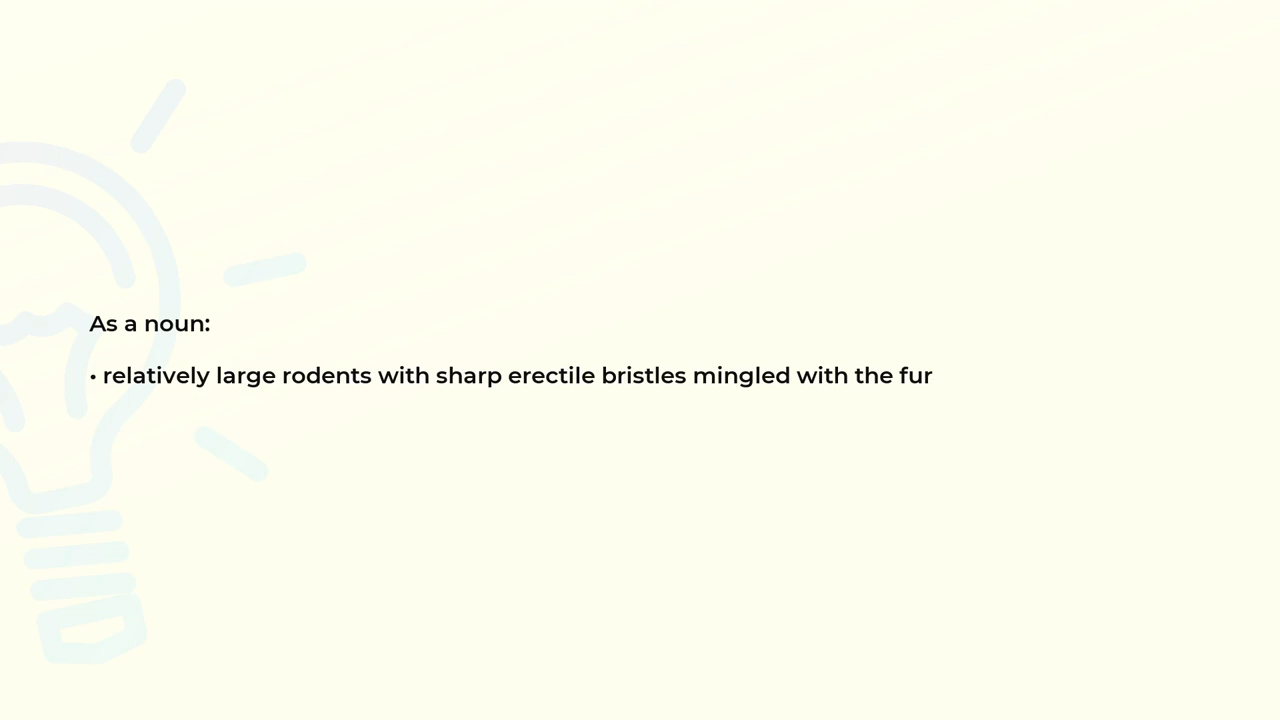 As a noun:
• relatively large rodents with sharp erectile bristles mingled with the fur